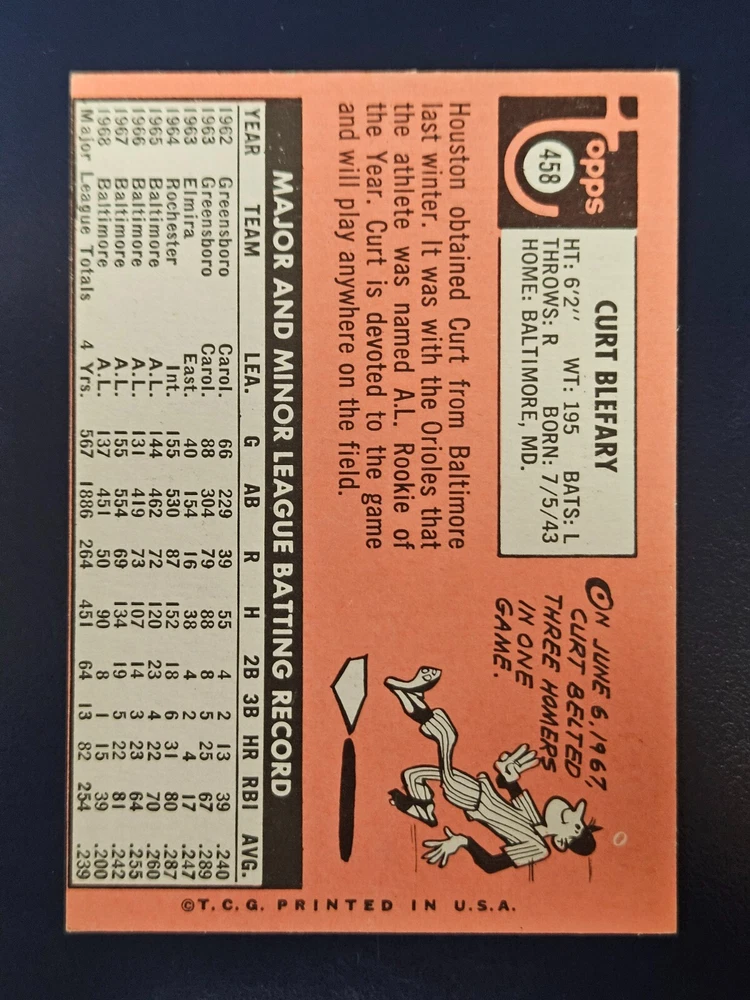 Topps
458
CURT BLEFARY
HT: 6'2" WT: 195 BATS: L
THROWS: R BORN: 7/5/43
HOME: BALTIMORE, MD.
ON JUNE 6, 1967,
CURT BELTED
THREE HOMERS
IN ONE
GAME.
Houston obtained Curt from Baltimore
last winter. It was with the Orioles that
the athlete was named A.L. Rookie of
the Year. Curt is devoted to the game
and will play anywhere on the field.
MAJOR AND MINOR LEAGUE BATTING RECORD
YEAR TEAM LEA. G AB R H 2B 3B HR RBI AVG.
1962 Greensboro Carol. 66 229 39 55 4 2 13 39 .240
1963 Greensboro Carol. 88 304 79 88 8 5 25 67 .289
1963 Elmira East. 40 154 16 38 4 2 4 17 .247
1964 Rochester Int. 155 530 87 152 18 6 31 80 .287
1965 Baltimore A.L. 144 462 72 120 23 4 22 70 .260
1966 Baltimore A.L. 131 419 73 107 14 3 23 64 .255
1967 Baltimore A.L. 155 554 69 134 19 5 22 81 .242
1968 Baltimore A.L. 137 451 50 90 8 1 15 39 .200
Major League Totals 4 Yrs. 567 1886 264 451 64 13 82 254 .239
©T.C.G. PRINTED IN U.S.A.